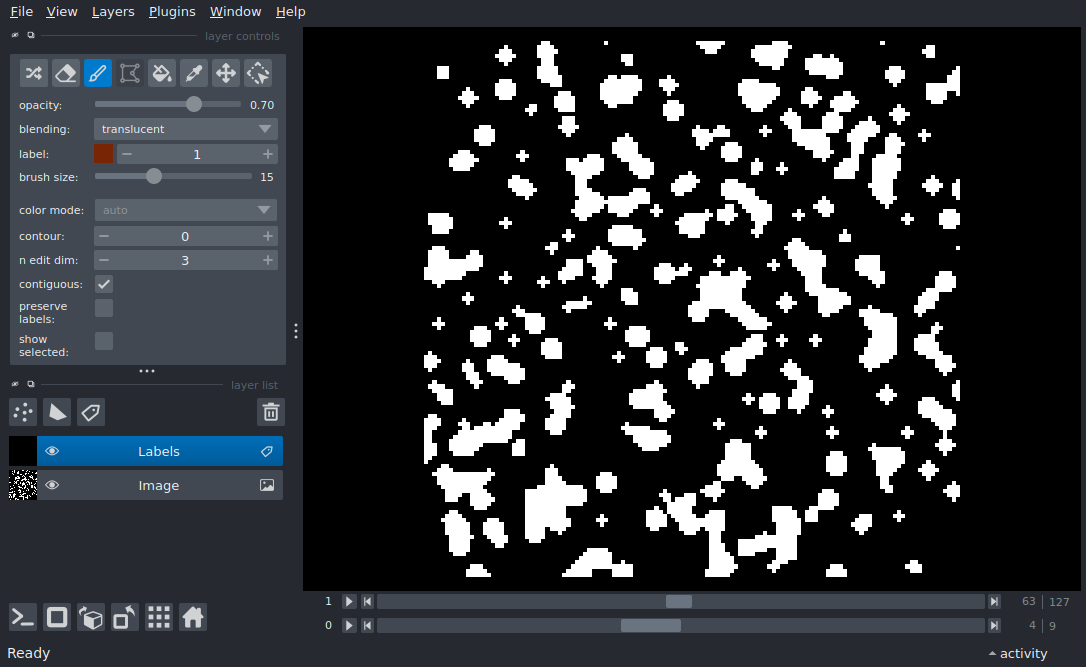 File View Layers Plugins Window Help
layer controls
opacity: 0.70
blending: translucent
label: 1
brush size: 15
color mode: auto
contour: 0
n edit dim: 3
contiguous:
preserve
labels:
show
selected:
layer list
Labels
Image
1 63 127
0 4 9
Ready activity